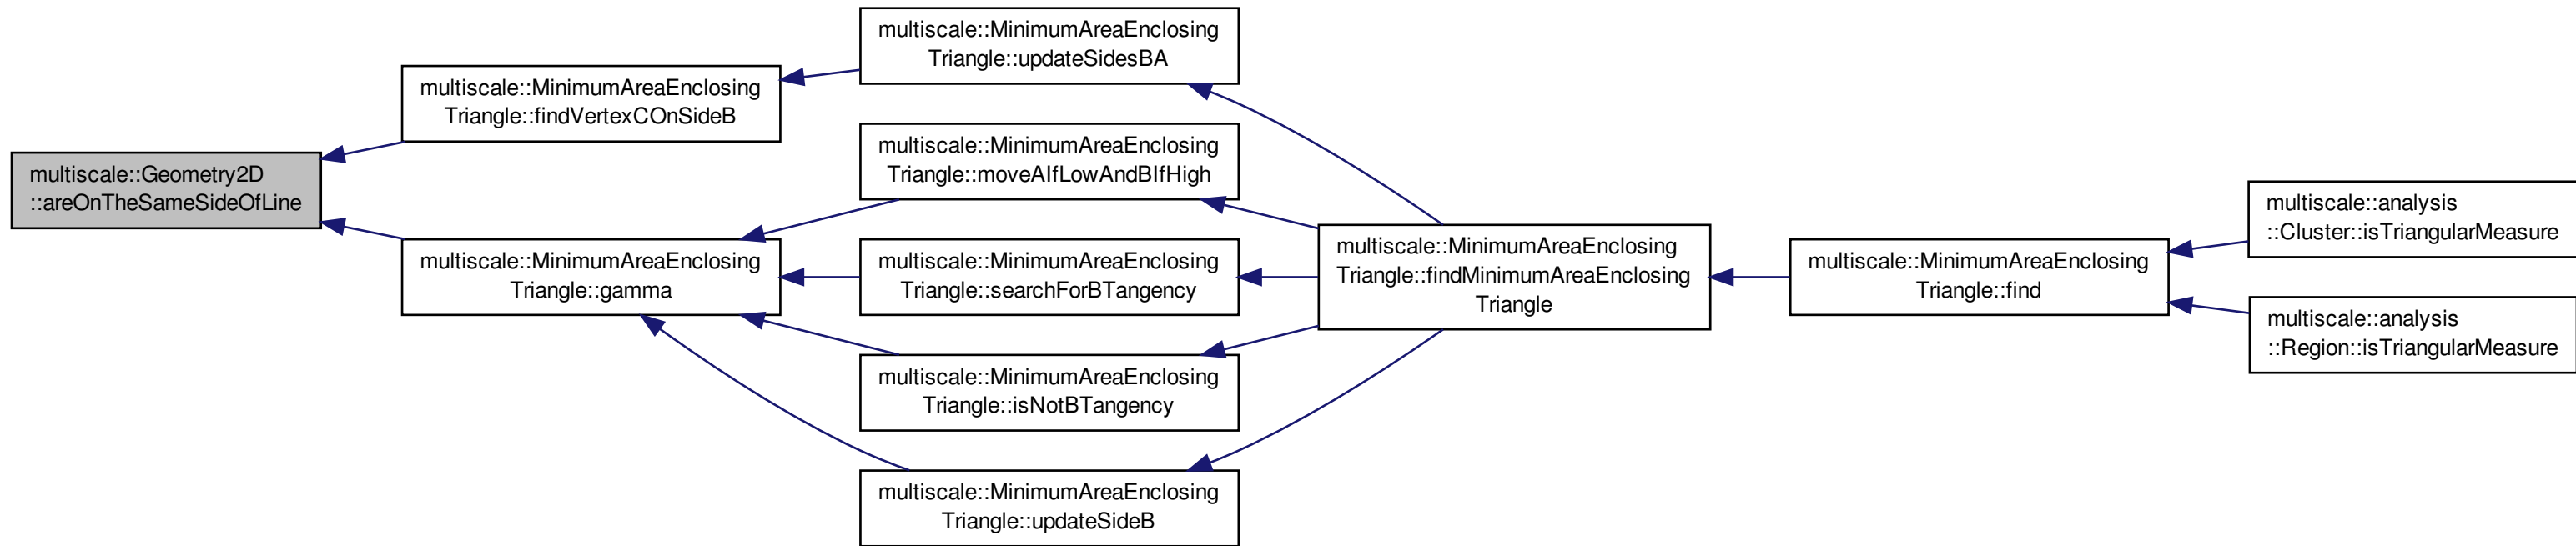 multiscale::Geometry2D
::areOnTheSameSideOfLine
multiscale::MinimumAreaEnclosing
Triangle::findVertexCOnSideB
multiscale::MinimumAreaEnclosing
Triangle::gamma
multiscale::MinimumAreaEnclosing
Triangle::updateSidesBA
multiscale::MinimumAreaEnclosing
Triangle::moveAIfLowAndBIfHigh
multiscale::MinimumAreaEnclosing
Triangle::searchForBTangency
multiscale::MinimumAreaEnclosing
Triangle::isNotBTangency
multiscale::MinimumAreaEnclosing
Triangle::updateSideB
multiscale::MinimumAreaEnclosing
Triangle::findMinimumAreaEnclosing
Triangle
multiscale::MinimumAreaEnclosing
Triangle::find
multiscale::analysis
::Cluster::isTriangularMeasure
multiscale::analysis
::Region::isTriangularMeasure